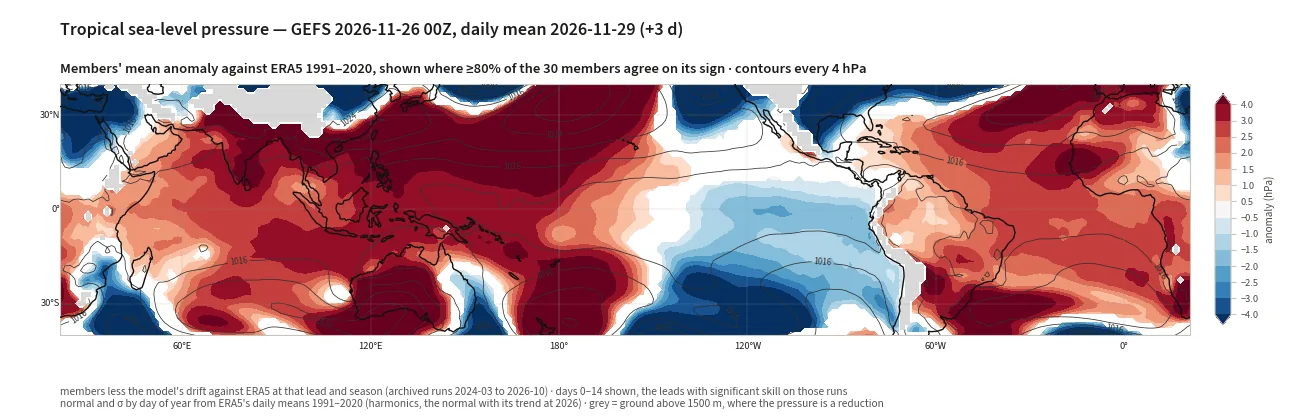 Tropical sea-level pressure — GEFS 2026-11-26 00Z, daily mean 2026-11-29 (+3 d)
Members' mean anomaly against ERA5 1991–2020, shown where ≥80% of the 30 members agree on its sign · contours every 4 hPa
30°N
0°
30°S
60°E
120°E
180°
120°W
60°W
0°
1016
1016
1016
1016
1016
1024
4.0
3.0
2.5
2.0
1.5
1.0
0.5
−0.5
−1.0
−1.5
−2.0
−2.5
−3.0
−4.0
anomaly (hPa)
members less the model's drift against ERA5 at that lead and season (archived runs 2024-03 to 2026-10) · days 0–14 shown, the leads with significant skill on those runs
normal and σ by day of year from ERA5's daily means 1991–2020 (harmonics, the normal with its trend at 2026) · grey = ground above 1500 m, where the pressure is a reduction